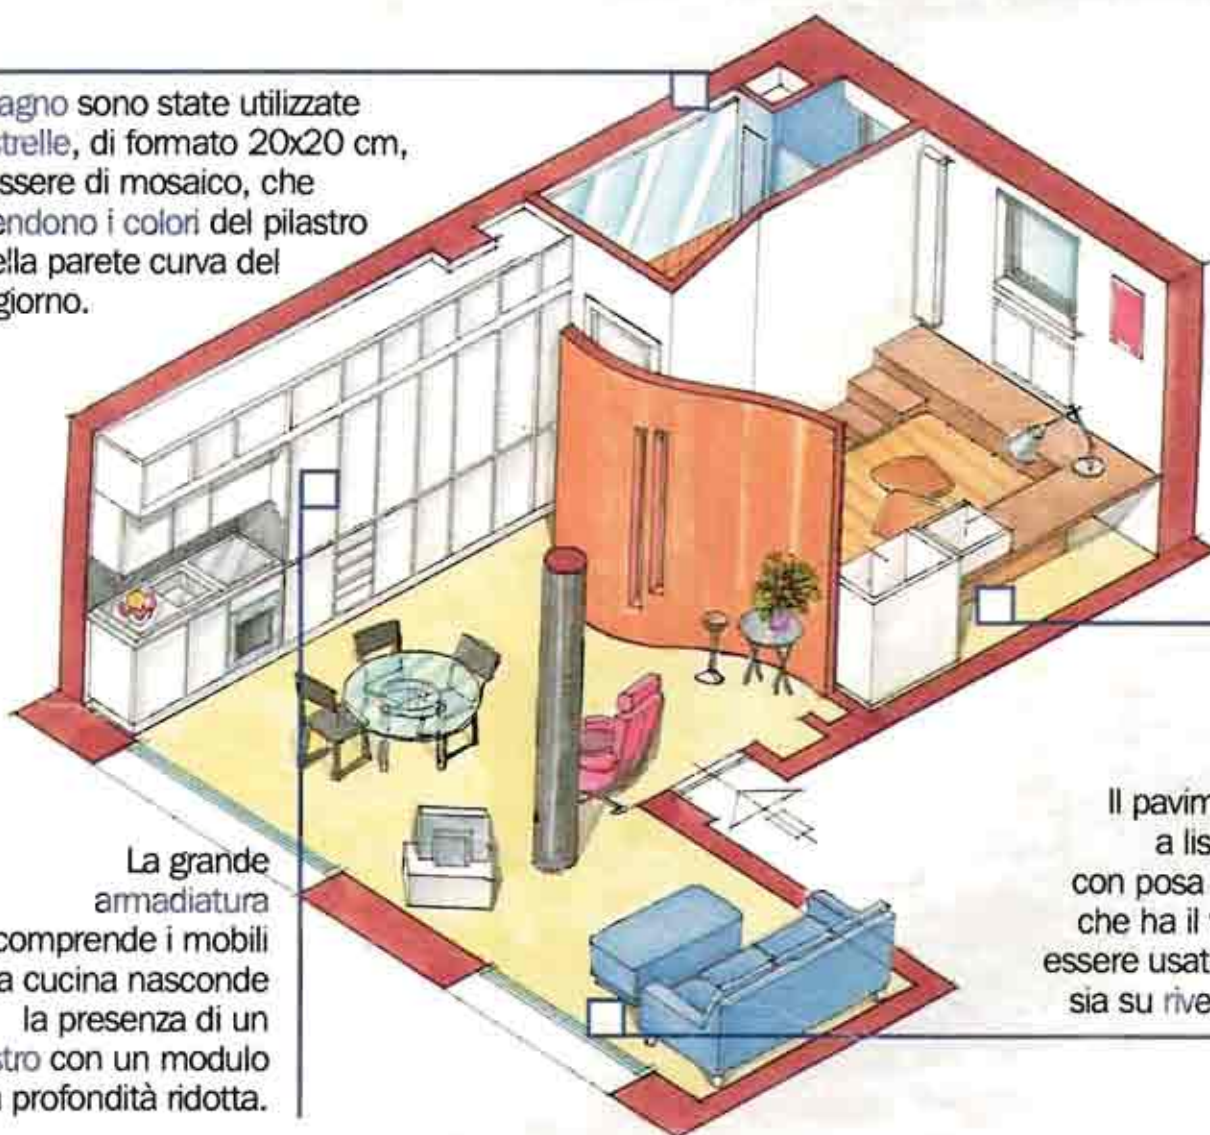 agno sono state utilizzate
strelle, di formato 20x20 cm,
ssere di mosaico, che
endono i colori del pilastro
ella parete curva del
giorno.
La grande
armadiatura
comprende i mobili
a cucina nasconde
la presenza di un
stro con un modulo
profondità ridotta.
Il pavim
a lis
con posa
che ha il
essere usat
sia su rive